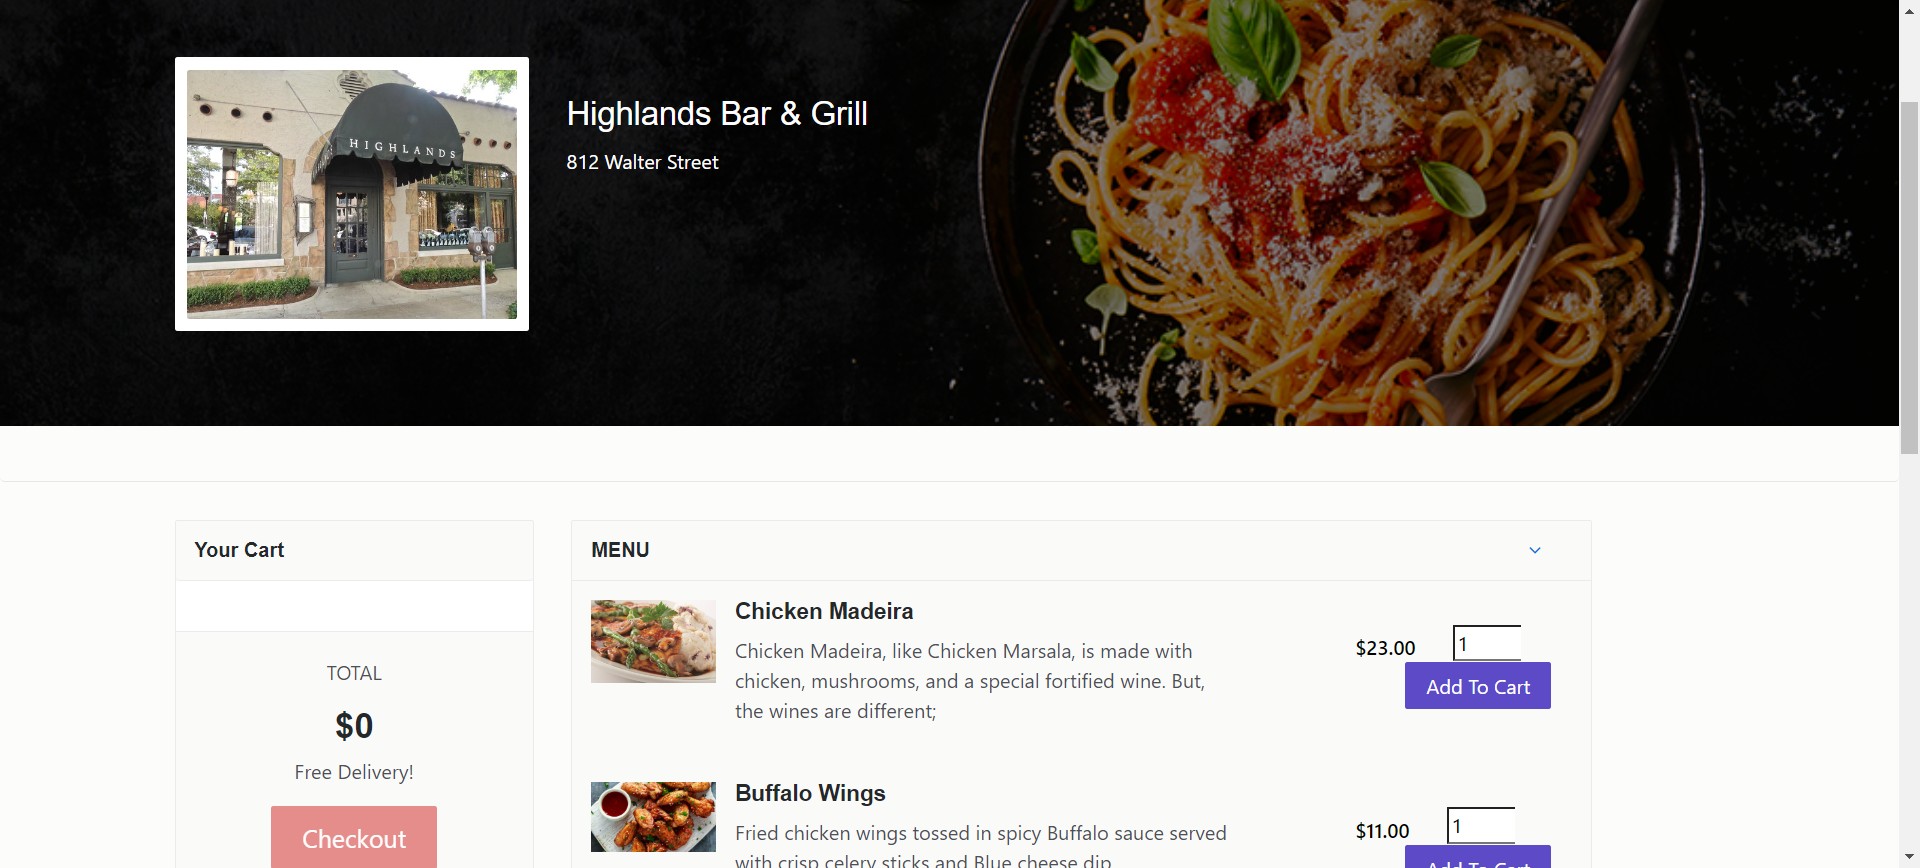 HIGHLANDS
Highlands Bar & Grill
812 Walter Street
Your Cart
TOTAL
$0
Free Delivery!
Checkout
MENU
Chicken Madeira
Chicken Madeira, like Chicken Marsala, is made with
chicken, mushrooms, and a special fortified wine. But,
the wines are different;
$23.00
1
Add To Cart
Buffalo Wings
Fried chicken wings tossed in spicy Buffalo sauce served
with crisp celery sticks and Blue cheese dip
$11.00
1
Add To Cart